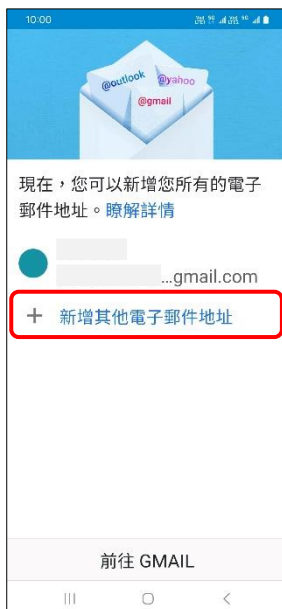 10:00
@outlook @yahoo
@gmail
現在，您可以新增您所有的電子
郵件地址。瞭解詳情
...gmail.com
+ 新增其他電子郵件地址
前往 GMAIL